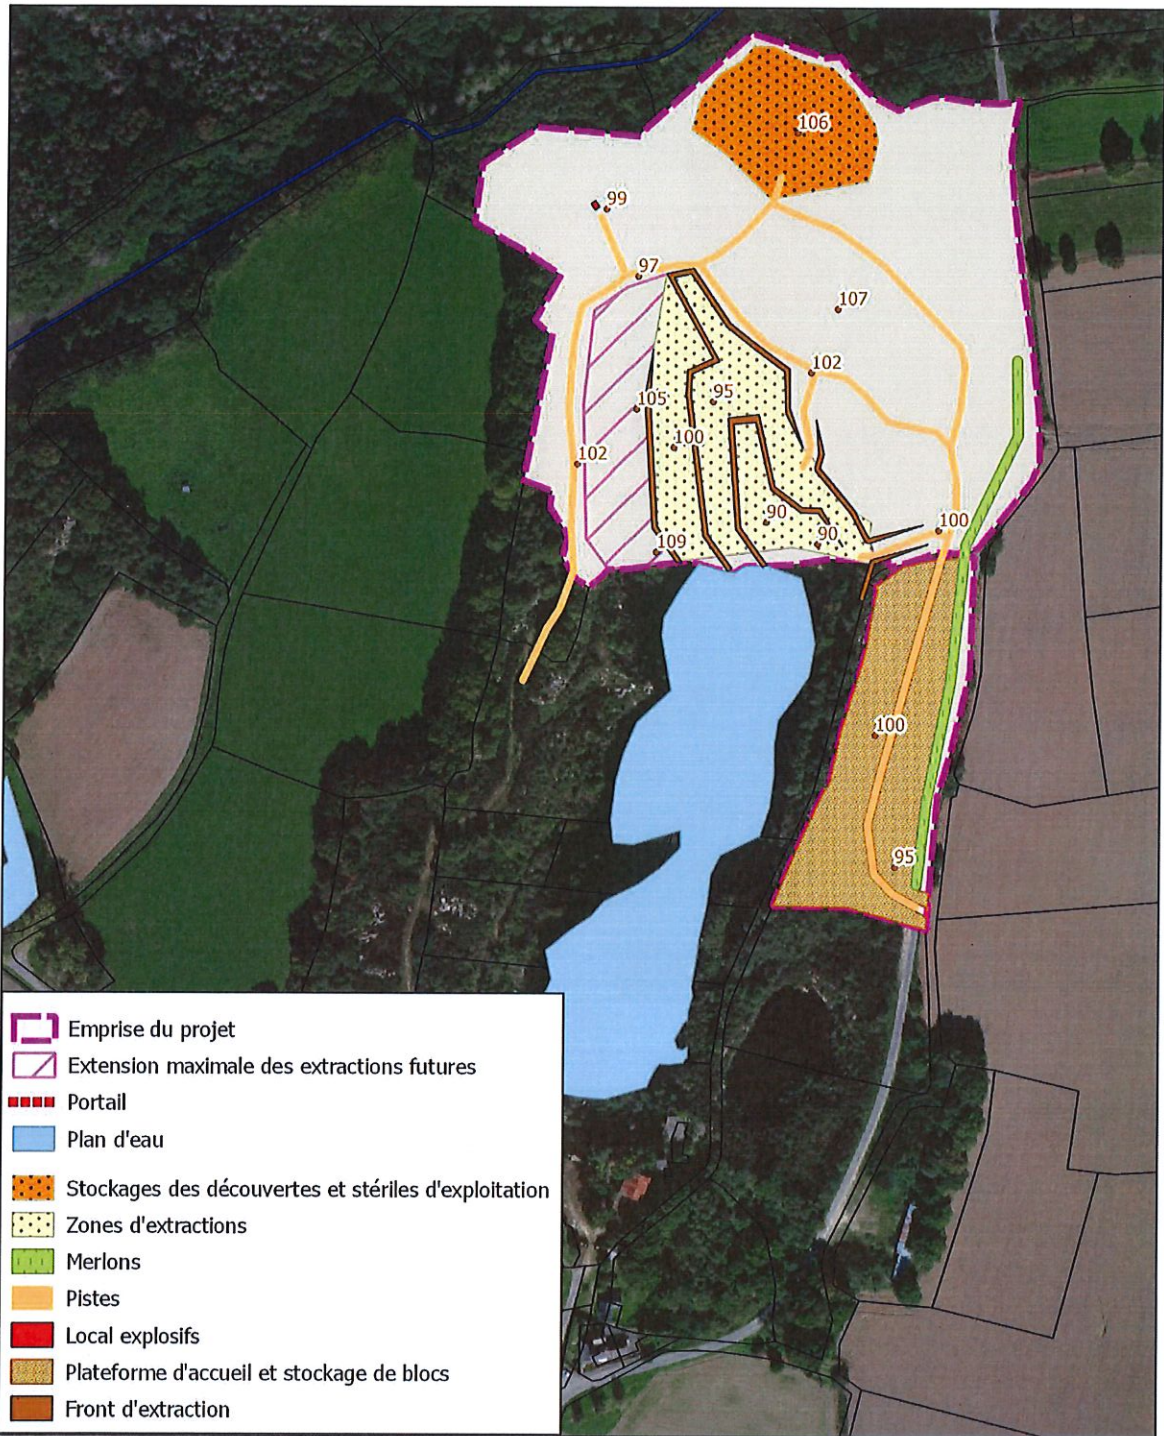 106
99
97
107
102
105
95
100
102
90
90
109
100
100
95
Emprise du projet
Extension maximale des extractions futures
Portail
Plan d'eau
Stockages des découvertes et stériles d'exploitation
Zones d'extractions
Merlons
Pistes
Local explosifs
Plateforme d'accueil et stockage de blocs
Front d'extraction